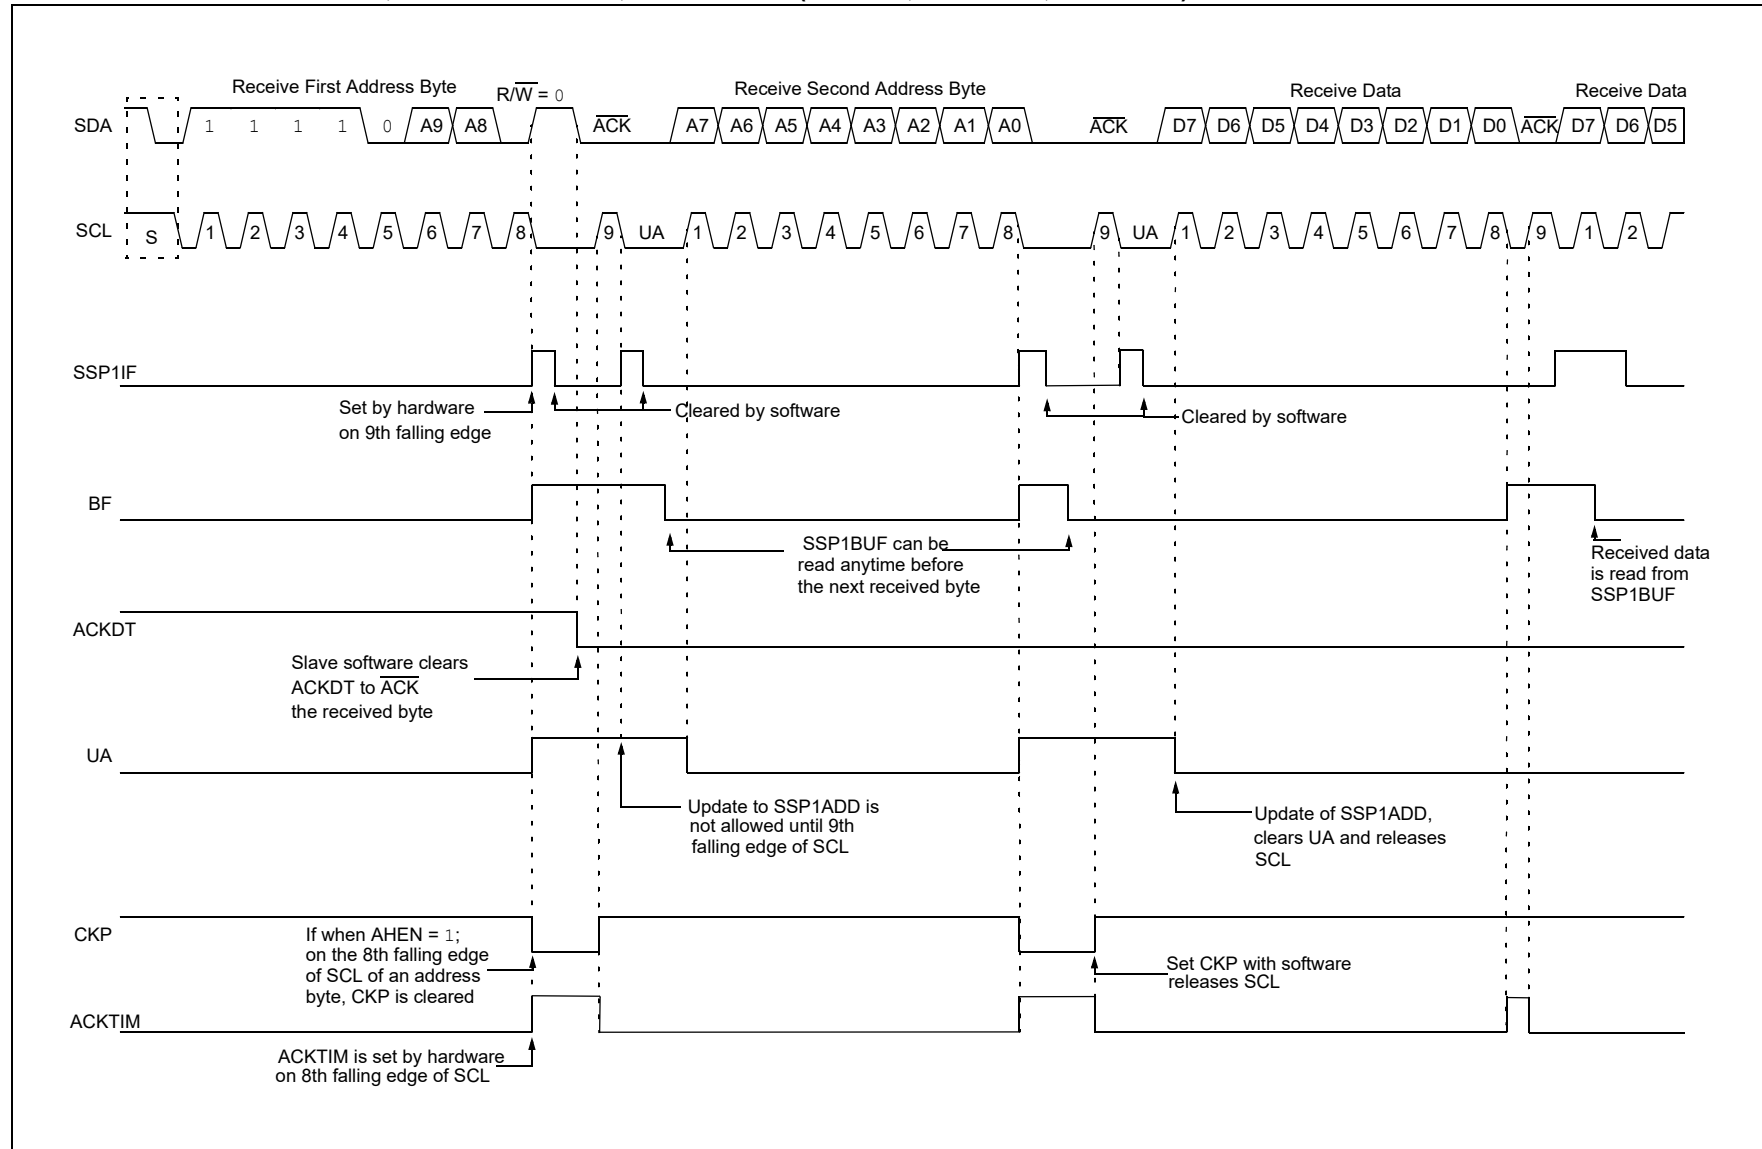 Receive First Address Byte
R/W = 0
Receive Second Address Byte
Receive Data
Receive Data
SDA
1 1 1 1 0 A9 A8 ACK A7 A6 A5 A4 A3 A2 A1 A0 ACK D7 D6 D5 D4 D3 D2 D1 D0 ACK D7 D6 D5
SCL
S 1 2 3 4 5 6 7 8 9 UA 1 2 3 4 5 6 7 8 9 UA 1 2 3 4 5 6 7 8 9 1 2
SSP1IF
Set by hardware
on 9th falling edge
Cleared by software
Cleared by software
BF
SSP1BUF can be
read anytime before
the next received byte
Received data
is read from
SSP1BUF
ACKDT
Slave software clears
ACKDT to ACK
the received byte
UA
Update to SSP1ADD is
not allowed until 9th
falling edge of SCL
Update of SSP1ADD,
clears UA and releases
SCL
CKP
If when AHEN = 1;
on the 8th falling edge
of SCL of an address
byte, CKP is cleared
Set CKP with software
releases SCL
ACKTIM
ACKTIM is set by hardware
on 8th falling edge of SCL